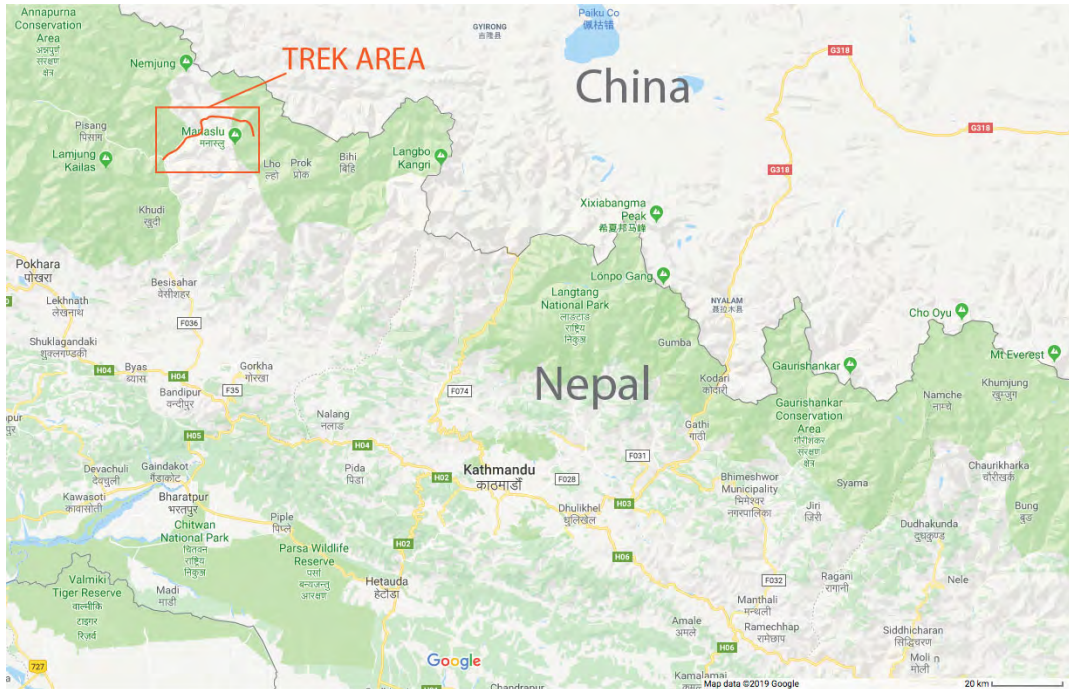 Annapurna
Conservation
Area
अन्नपूर्ण
संरक्षण
क्षेत्र
Nemjung
TREK AREA
GYIRONG
吉隆县
Paiku Co
佩枯错
China
G318
G318
G318
Pisang
पिसाग
Manaslu
मनास्लु
Lamjung
Kailas
Lho
ल्हो
Prok
प्रोक
Bihi
बिहि
Langbo
Kangri
Khudi
खुदी
Xixiabangma
Peak
希夏邦马峰
Pokhara
पोखरा
Lekhnath
लेखनाथ
Besisahar
वेसीशहर
F036
Lönpo Gang
Langtang
National Park
लाङटाङ
राष्ट्रिय
निकुञ्ज
NYALAM
聂拉木县
Cho Oyu
Mt Everest
Shuklagandaki
शुक्लगण्डकी
H04
Byas
ब्यास
H04
Gorkha
गोरखा
Bandipur
वन्दीपुर
F35
F074
Gumba
Nepal
Kodari
कोदारी
Gaurishankar
Gaurishankar
Conservation
Area
गौरीशंकर
संरक्षण
क्षेत्र
Khumjung
खुम्जुग
Namche
नाम्चे
Nalang
नलाङ
H05
H04
Gathi
गाठी
Devachuli
देवचुली
Gaindakot
गैंडाकोट
Kawasoti
कावासोती
Pida
पिडा
H02
Kathmandu
काठमाडौँ
F028
F031
Bhimeshwor
Municipality
भिमेश्वर
नगरपालिका
Chaurikharka
चौंरीखर्क
Syama
Bharatpur
भरतपुर
Dhulikhel
धुलिखेल
H03
Jiri
जिरी
Bung
बुङ
Chitwan
National Park
चितवन
राष्ट्रिय
निकुञ्ज
Piple
पिप्ले
Parsa Wildlife
Reserve
पर्सा
बन्यजन्तु
आरक्षण
H02
H06
H06
Dudhakunda
दुधकुण्ड
Valmiki
Tiger Reserve
वाल्मीकि
टाइगर
रिजर्व
Madi
माडी
Hetauda
हेटौडा
F032
Ragani
रागानी
Nele
Manthali
मन्थली
Amale
अमले
Ramechhap
रामेछाप
Siddhicharan
सिद्धिचरण
Moli
मोली
727
Google
Chandrapur
Kamalamai
Map data ©2019 Google
20 km